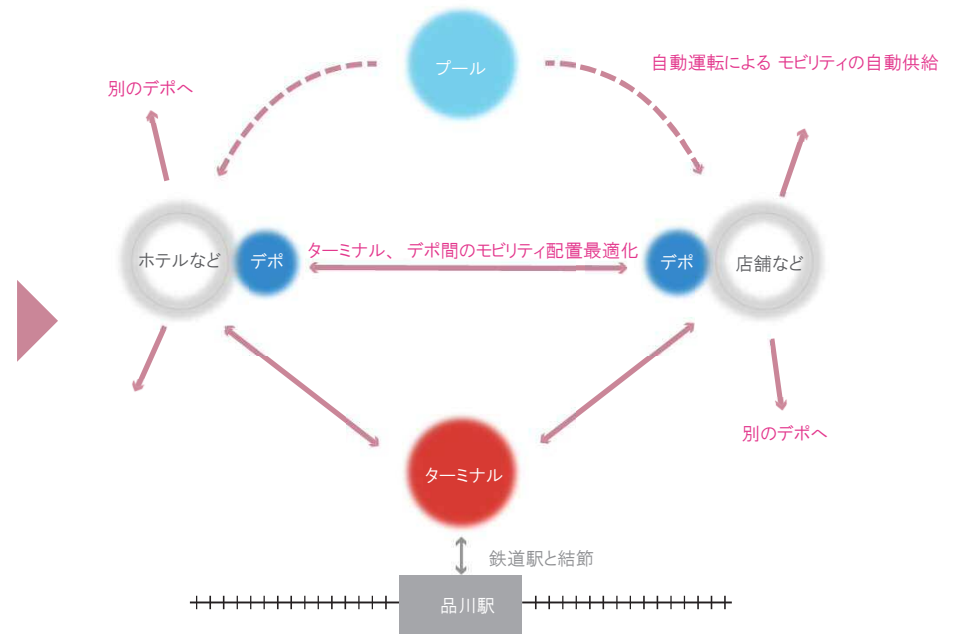 プール
自動運転による モビリティの自動供給
別のデポへ
ホテルなど
デポ
ターミナル、 デポ間のモビリティ配置最適化
デポ
店舗など
別のデポへ
ターミナル
鉄道駅と結節
品川駅